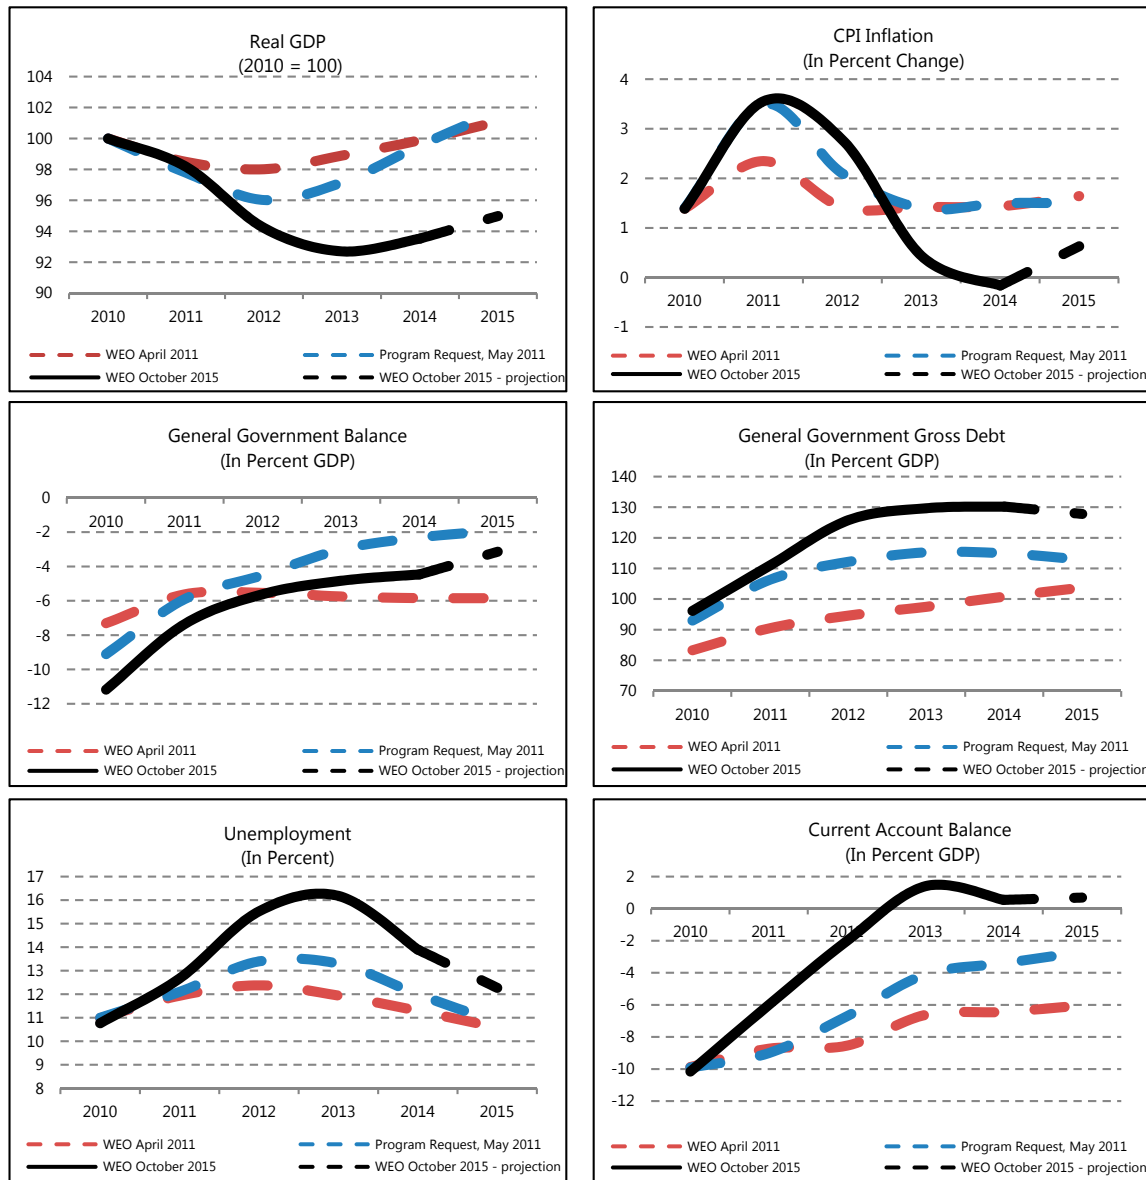 Real GDP
(2010 = 100)
104
102
100
98
96
94
92
90
2010 2011 2012 2013 2014 2015
WEO April 2011 Program Request, May 2011
WEO October 2015 WEO October 2015 - projection
CPI Inflation
(In Percent Change)
4
3
2
1
0
-1
2010 2011 2012 2013 2014 2015
WEO April 2011 Program Request, May 2011
WEO October 2015 WEO October 2015 - projection
General Government Balance
(In Percent GDP)
0
-2
-4
-6
-8
-10
-12
2010 2011 2012 2013 2014 2015
WEO April 2011 Program Request, May 2011
WEO October 2015 WEO October 2015 - projection
General Government Gross Debt
(In Percent GDP)
140
130
120
110
100
90
80
70
2010 2011 2012 2013 2014 2015
WEO April 2011 Program Request, May 2011
WEO October 2015 WEO October 2015 - projection
Unemployment
(In Percent)
17
16
15
14
13
12
11
10
9
8
2010 2011 2012 2013 2014 2015
WEO April 2011 Program Request, May 2011
WEO October 2015 WEO October 2015 - projection
Current Account Balance
(In Percent GDP)
2
0
-2
-4
-6
-8
-10
-12
2010 2011 2012 2013 2014 2015
WEO April 2011 Program Request, May 2011
WEO October 2015 WEO October 2015 - projection